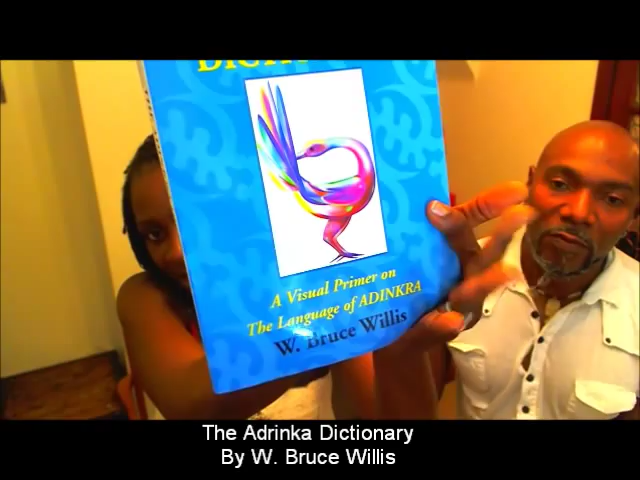 A Visual Primer on
The Language of ADINKRA
W. Bruce Willis
The Adrinka Dictionary
By W. Bruce Willis